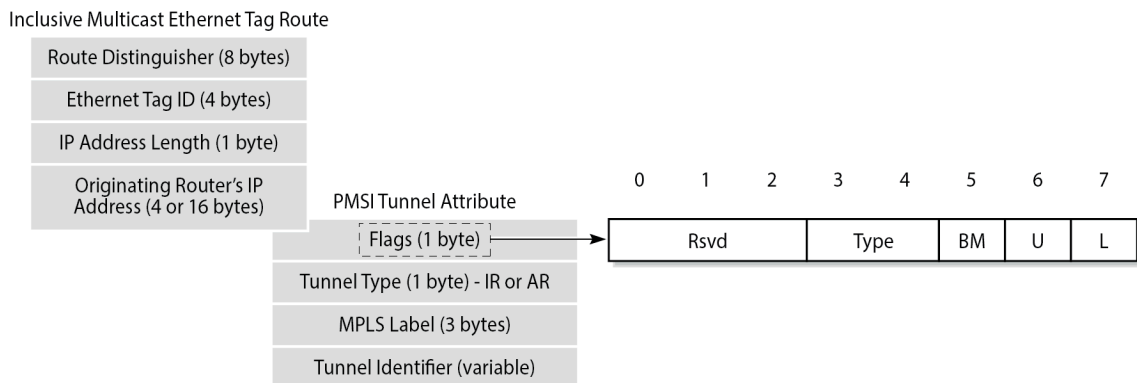 Inclusive Multicast Ethernet Tag Route
Route Distinguisher (8 bytes)
Ethernet Tag ID (4 bytes)
IP Address Length (1 byte)
Originating Router’s IP
Address (4 or 16 bytes)
PMSI Tunnel Attribute
Flags (1 byte)
Tunnel Type (1 byte) - IR or AR
MPLS Label (3 bytes)
Tunnel Identifier (variable)
0 1 2 3 4 5 6 7
Rsvd Type BM U L